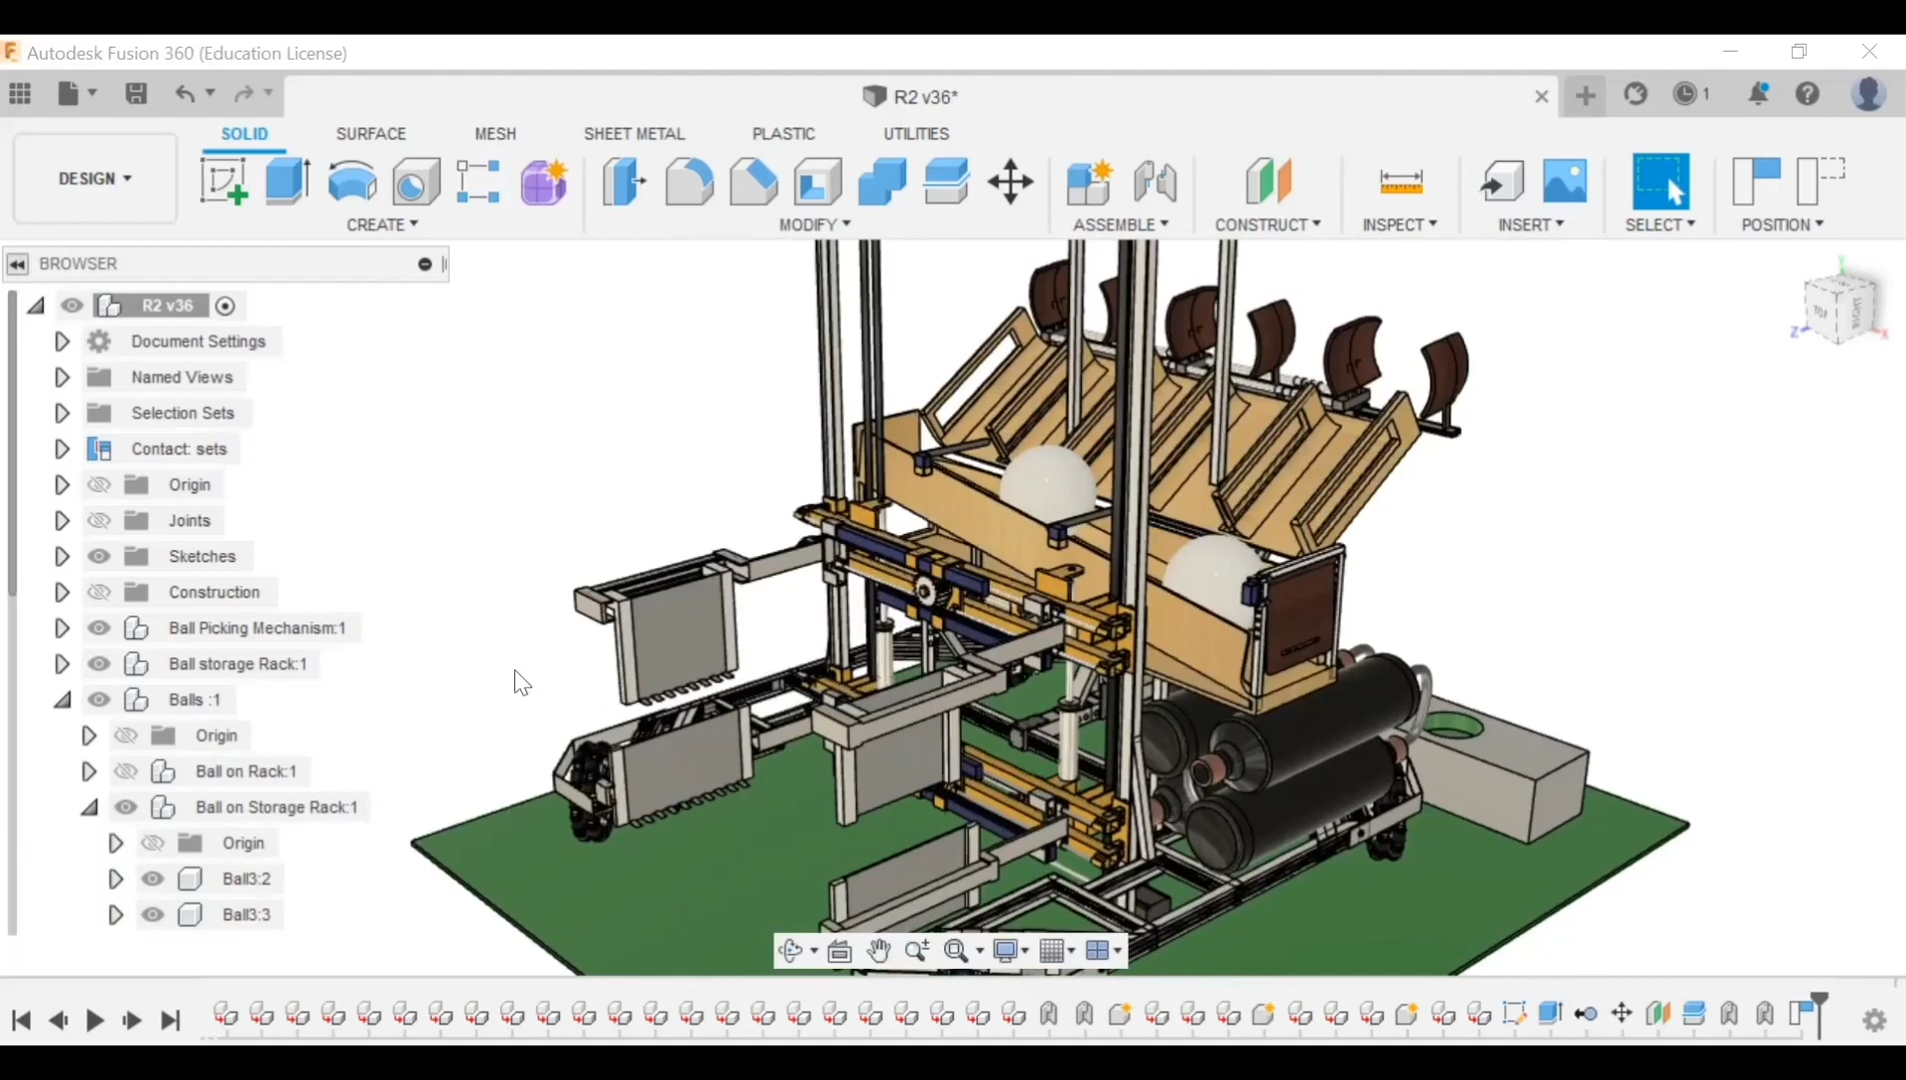 Autodesk Fusion 360 (Education License)
R2 v36*
1
SOLID SURFACE MESH SHEET METAL PLASTIC UTILITIES
DESIGN
CREATE MODIFY ASSEMBLE CONSTRUCT INSPECT INSERT SELECT POSITION
BROWSER
R2 v36
Document Settings
Named Views
Selection Sets
Contact: sets
Origin
Joints
Sketches
Construction
Ball Picking Mechanism:1
Ball storage Rack:1
Balls :1
Origin
Ball on Rack:1
Ball on Storage Rack:1
Origin
Ball3:2
Ball3:3
Y
TOP
RIGHT
Z
X